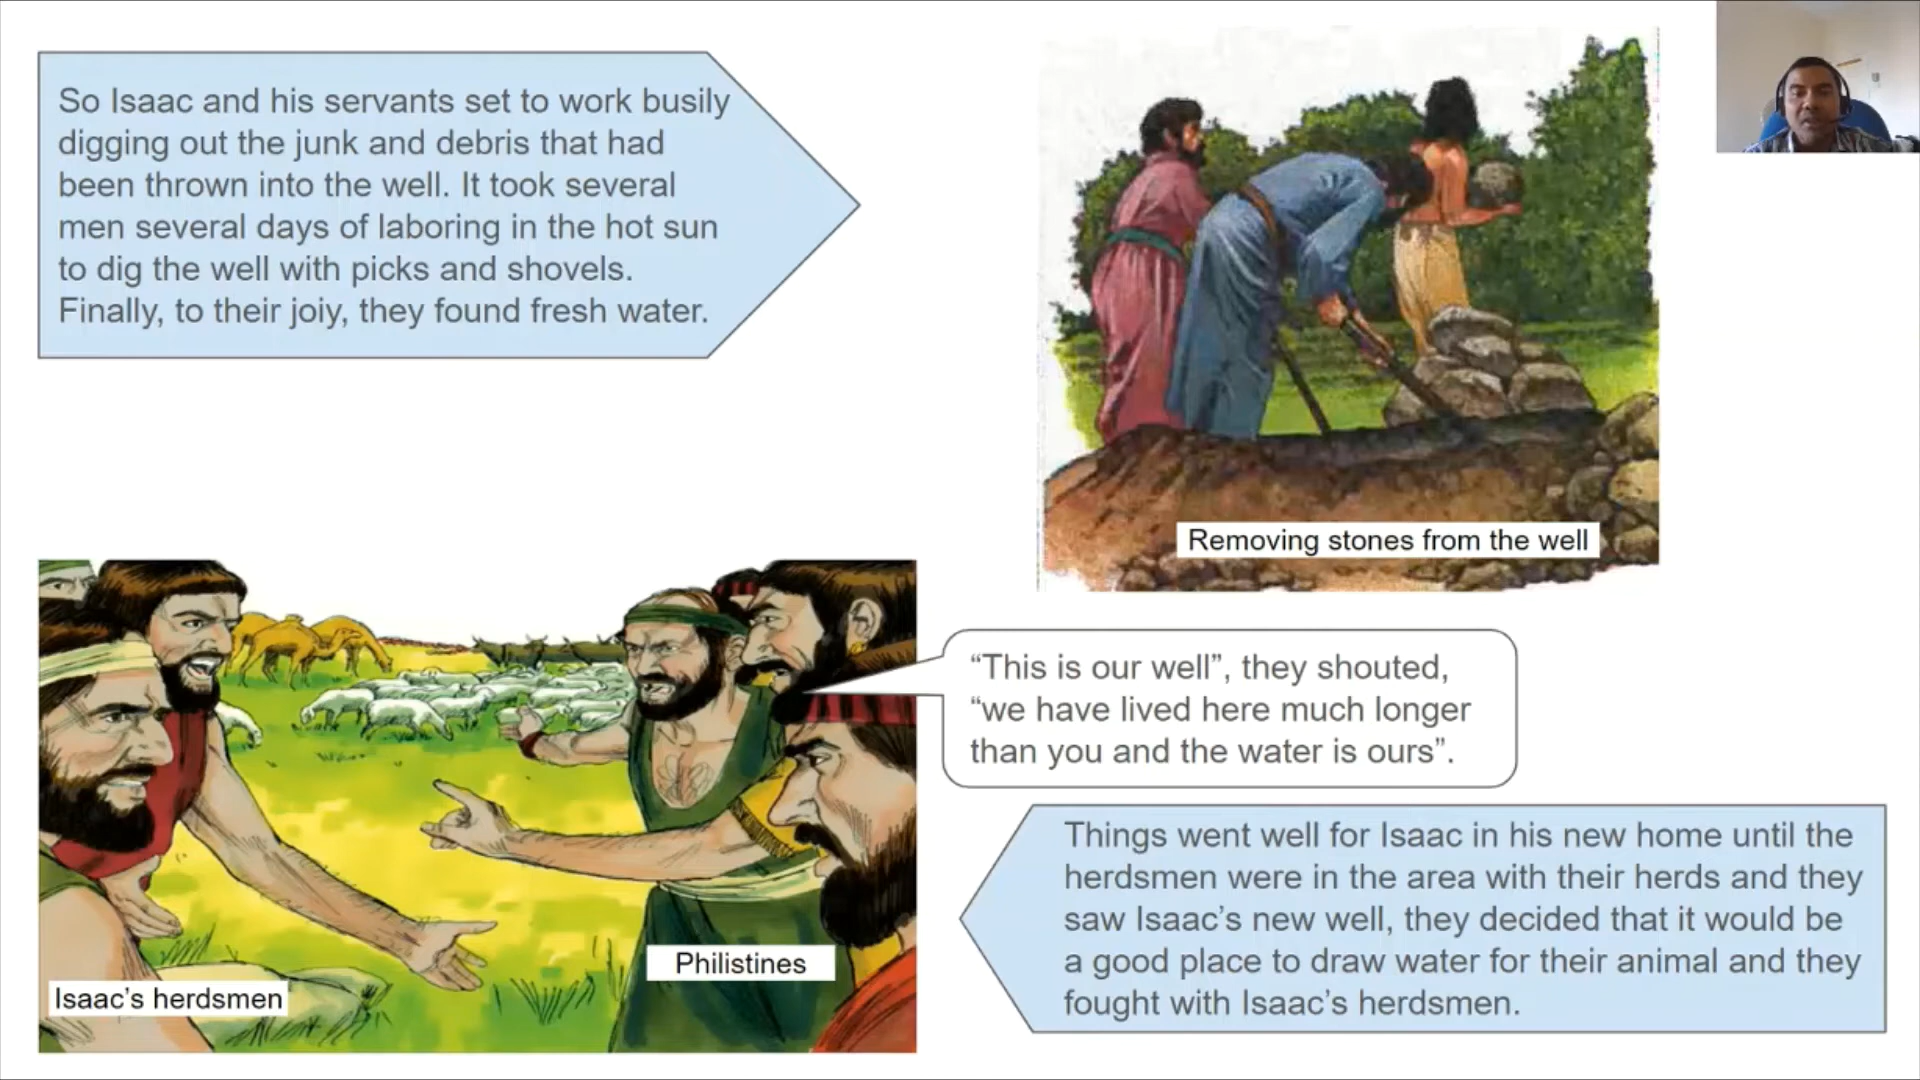 So Isaac and his servants set to work busily
digging out the junk and debris that had
been thrown into the well. It took several
men several days of laboring in the hot sun
to dig the well with picks and shovels.
Finally, to their joiy, they found fresh water.
Removing stones from the well
“This is our well”, they shouted,
“we have lived here much longer
than you and the water is ours”.
Philistines
Isaac’s herdsmen
Things went well for Isaac in his new home until the
herdsmen were in the area with their herds and they
saw Isaac’s new well, they decided that it would be
a good place to draw water for their animal and they
fought with Isaac’s herdsmen.